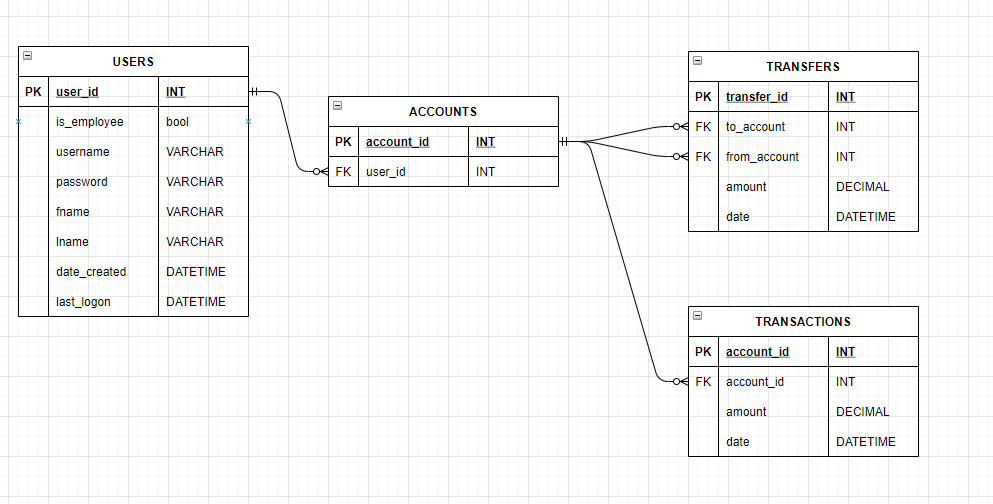 USERS
PK user_id INT
is_employee bool
username VARCHAR
password VARCHAR
fname VARCHAR
lname VARCHAR
date_created DATETIME
last_logon DATETIME
ACCOUNTS
PK account_id INT
FK user_id INT
TRANSFERS
PK transfer_id INT
FK to_account INT
FK from_account INT
amount DECIMAL
date DATETIME
TRANSACTIONS
PK account_id INT
FK account_id INT
amount DECIMAL
date DATETIME